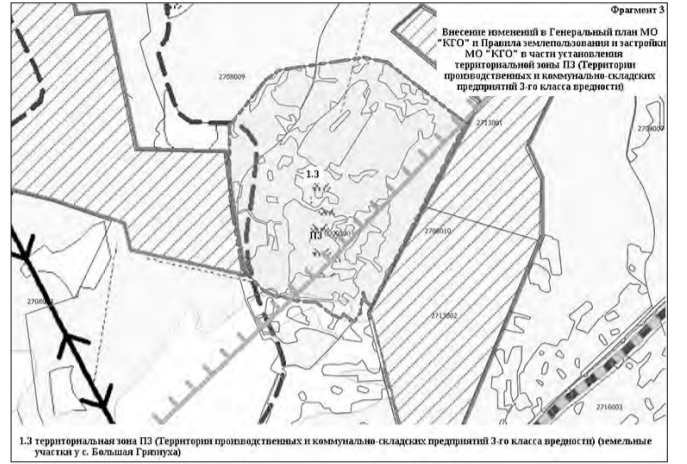 Фрагмент 3
Внесение изменений в Генеральный план МО
"КГО" и Правила землепользования и застройки
МО "КГО" в части установления
территориальной зоны П3 (Территории
производственных и коммунально-складских
предприятий 3-го класса вредности)
2708009
2713001
1.3
П3
2708010
2713002
2716003
1.3 территориальная зона П3 (Территории производственных и коммунально-складских предприятий 3-го класса вредности) (земельные
участки у с. Большая Грязнуха)